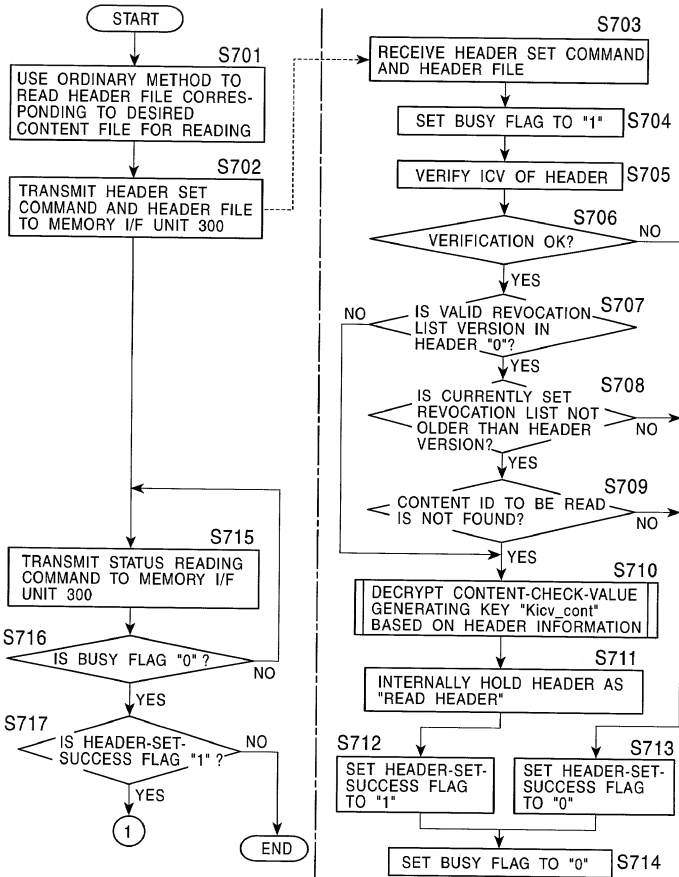 START
S701
USE ORDINARY METHOD TO
READ HEADER FILE CORRES-
PONDING TO DESIRED
CONTENT FILE FOR READING
S702
TRANSMIT HEADER SET
COMMAND AND HEADER FILE
TO MEMORY I/F UNIT 300
S715
TRANSMIT STATUS READING
COMMAND TO MEMORY I/F
UNIT 300
S716
IS BUSY FLAG "0" ?
NO
YES
S717
IS HEADER-SET-
SUCCESS FLAG "1" ?
NO
YES
1
END
S703
RECEIVE HEADER SET COMMAND
AND HEADER FILE
SET BUSY FLAG TO "1"
S704
VERIFY ICV OF HEADER
S705
S706
VERIFICATION OK?
NO
YES
S707
NO
IS VALID REVOCATION
LIST VERSION IN
HEADER "0"?
YES
S708
IS CURRENTLY SET
REVOCATION LIST NOT
OLDER THAN HEADER
VERSION?
NO
YES
S709
CONTENT ID TO BE READ
IS NOT FOUND?
NO
YES
S710
DECRYPT CONTENT-CHECK-VALUE
GENERATING KEY "Kicv_cont"
BASED ON HEADER INFORMATION
S711
INTERNALLY HOLD HEADER AS
"READ HEADER"
S712
SET HEADER-SET-
SUCCESS FLAG
TO "1"
S713
SET HEADER-SET-
SUCCESS FLAG
TO "0"
SET BUSY FLAG TO "0"
S714